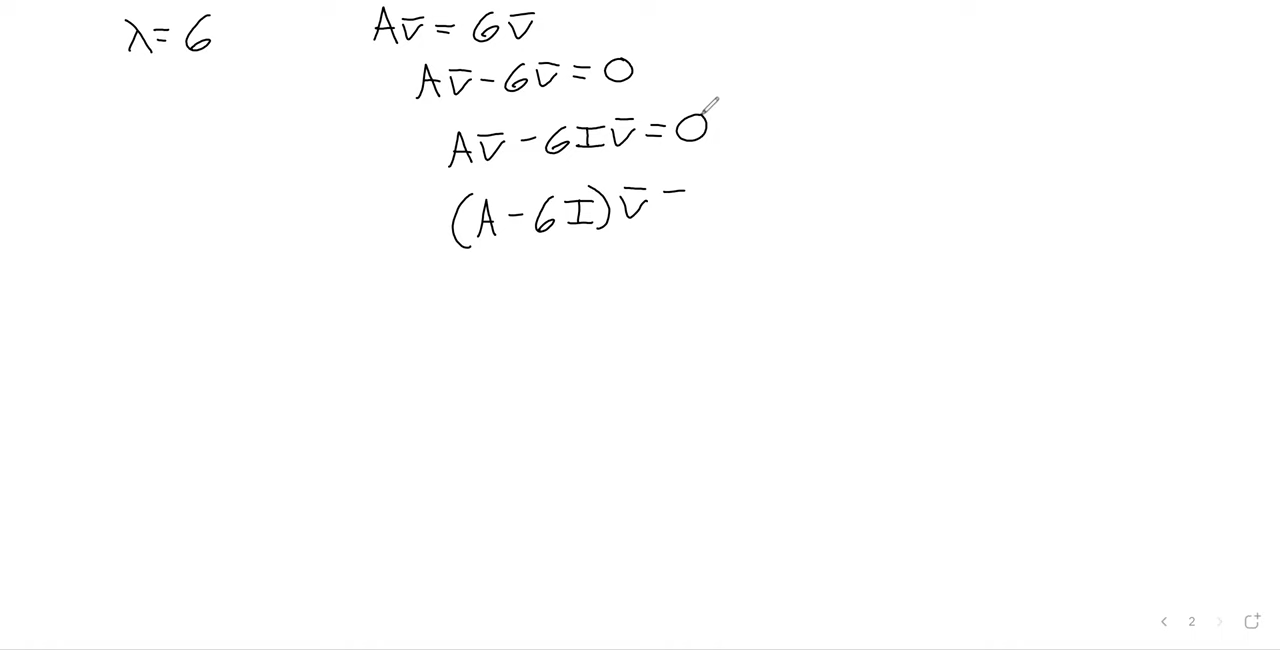 λ = 6
Av̄ = 6v̄
Av̄ - 6v̄ = 0
Av̄ - 6Iv̄ = 0
(A - 6I)v̄ -
2